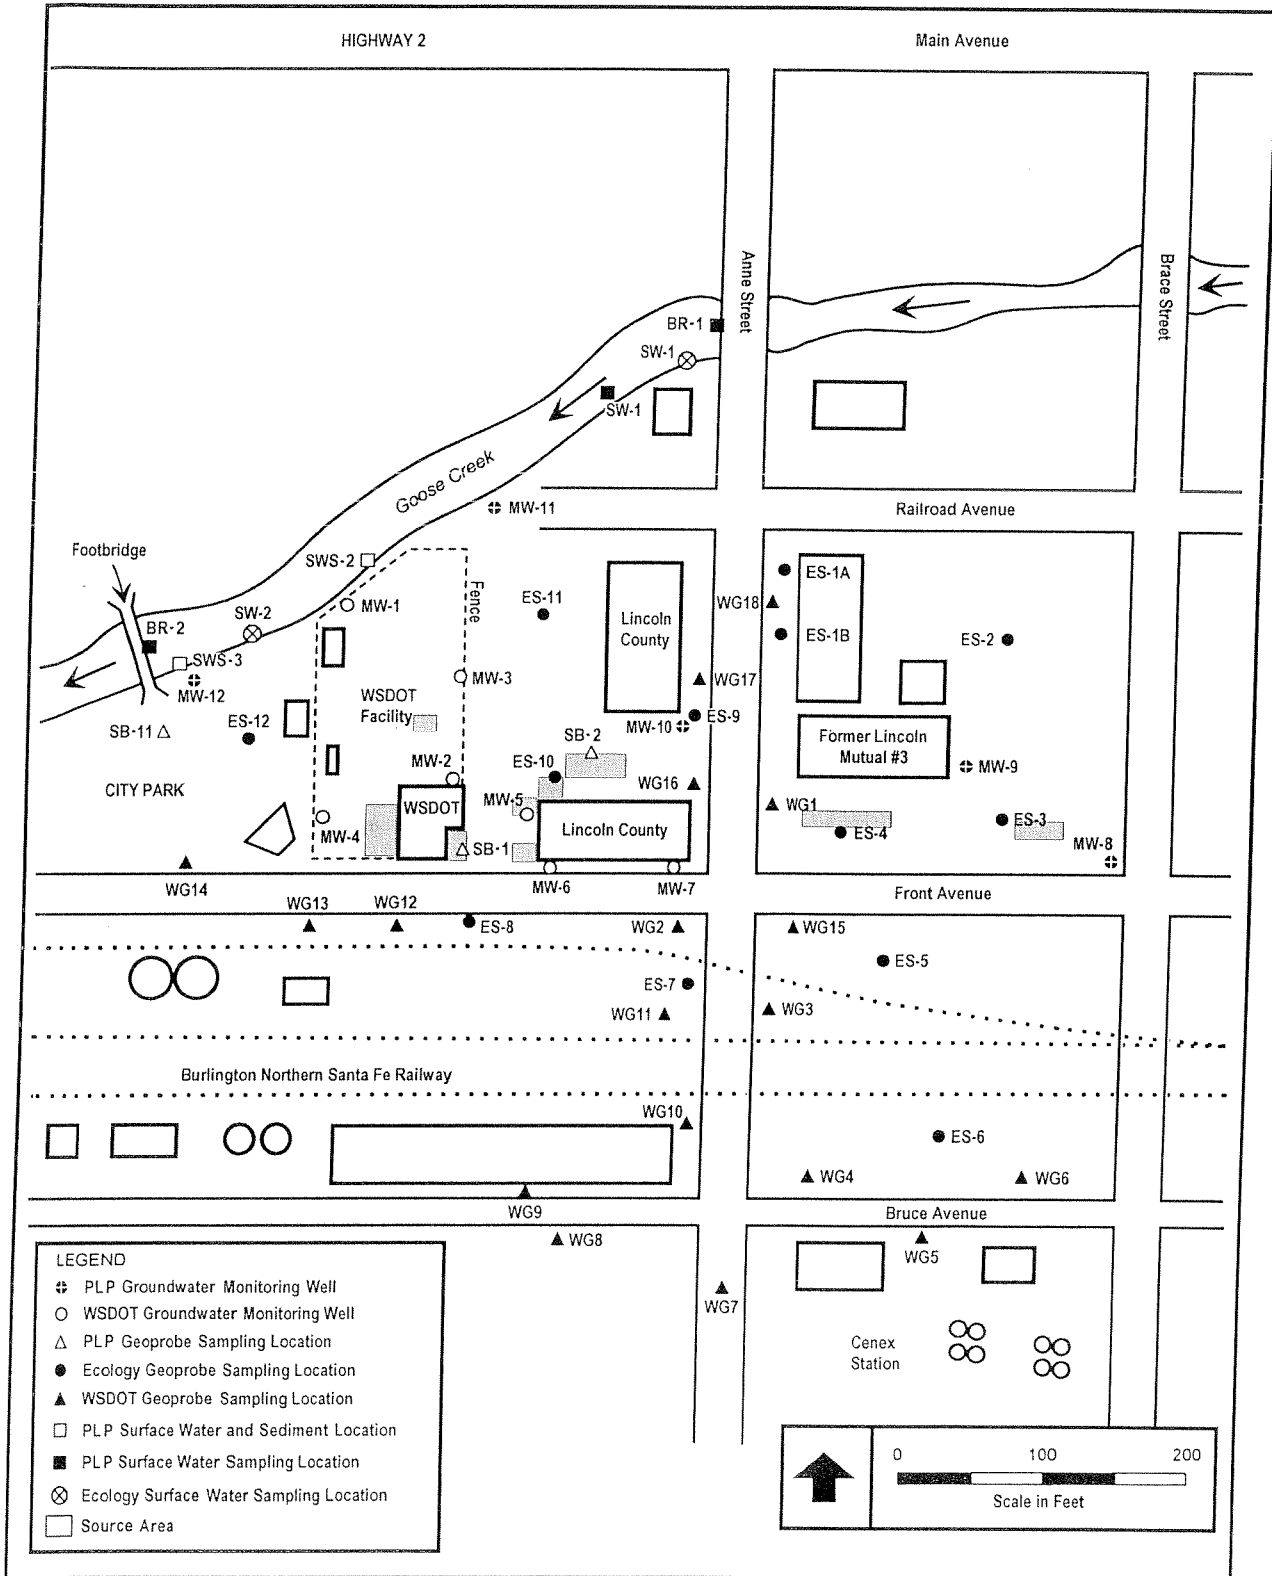 HIGHWAY 2
Main Avenue
Anne Street
Brace Street
BR-1
SW-1
SW-1
Goose Creek
MW-11
Railroad Avenue
Footbridge
SWS-2
Fence
MW-1
ES-11
Lincoln
County
ES-1A
WG18
SW-2
BR-2
ES-1B
ES-2
SWS-3
MW-12
MW-3
WG17
WSDOT
Facility
SB-11
ES-12
MW-10
ES-9
SB-2
Former Lincoln
Mutual #3
MW-9
MW-2
ES-10
WG16
CITY PARK
WSDOT
MW-5
WG1
MW-4
Lincoln County
ES-4
ES-3
SB-1
MW-8
WG14
MW-6
MW-7
Front Avenue
WG13
WG12
ES-8
WG2
WG15
ES-5
ES-7
WG11
WG3
Burlington Northern Santa Fe Railway
WG10
ES-6
WG4
WG6
WG9
Bruce Avenue
WG8
WG5
WG7
Cenex
Station
LEGEND
PLP Groundwater Monitoring Well
WSDOT Groundwater Monitoring Well
PLP Geoprobe Sampling Location
Ecology Geoprobe Sampling Location
WSDOT Geoprobe Sampling Location
PLP Surface Water and Sediment Location
PLP Surface Water Sampling Location
Ecology Surface Water Sampling Location
Source Area
0 100 200
Scale in Feet